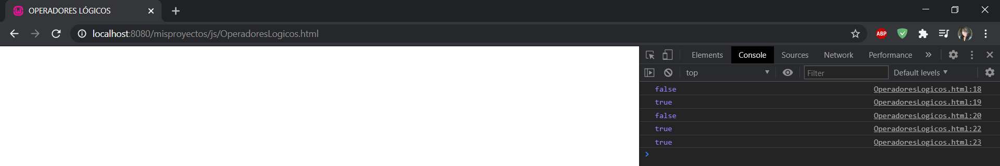 OPERADORES LÓGICOS
localhost:8080/misproyectos/js/OperadoresLogicos.html
ABP
Elements Console Sources Network Performance
top Filter Default levels
false OperadoresLogicos.html:18
true OperadoresLogicos.html:19
false OperadoresLogicos.html:20
true OperadoresLogicos.html:22
true OperadoresLogicos.html:23